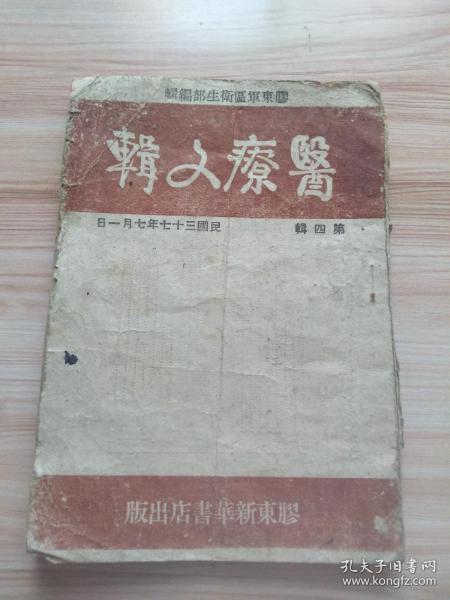 膠東軍區衛生部編輯
醫療文輯
第四輯
民國三十七年七月一日
膠東新華書店出版
孔夫子旧书网
www.kongfz.com